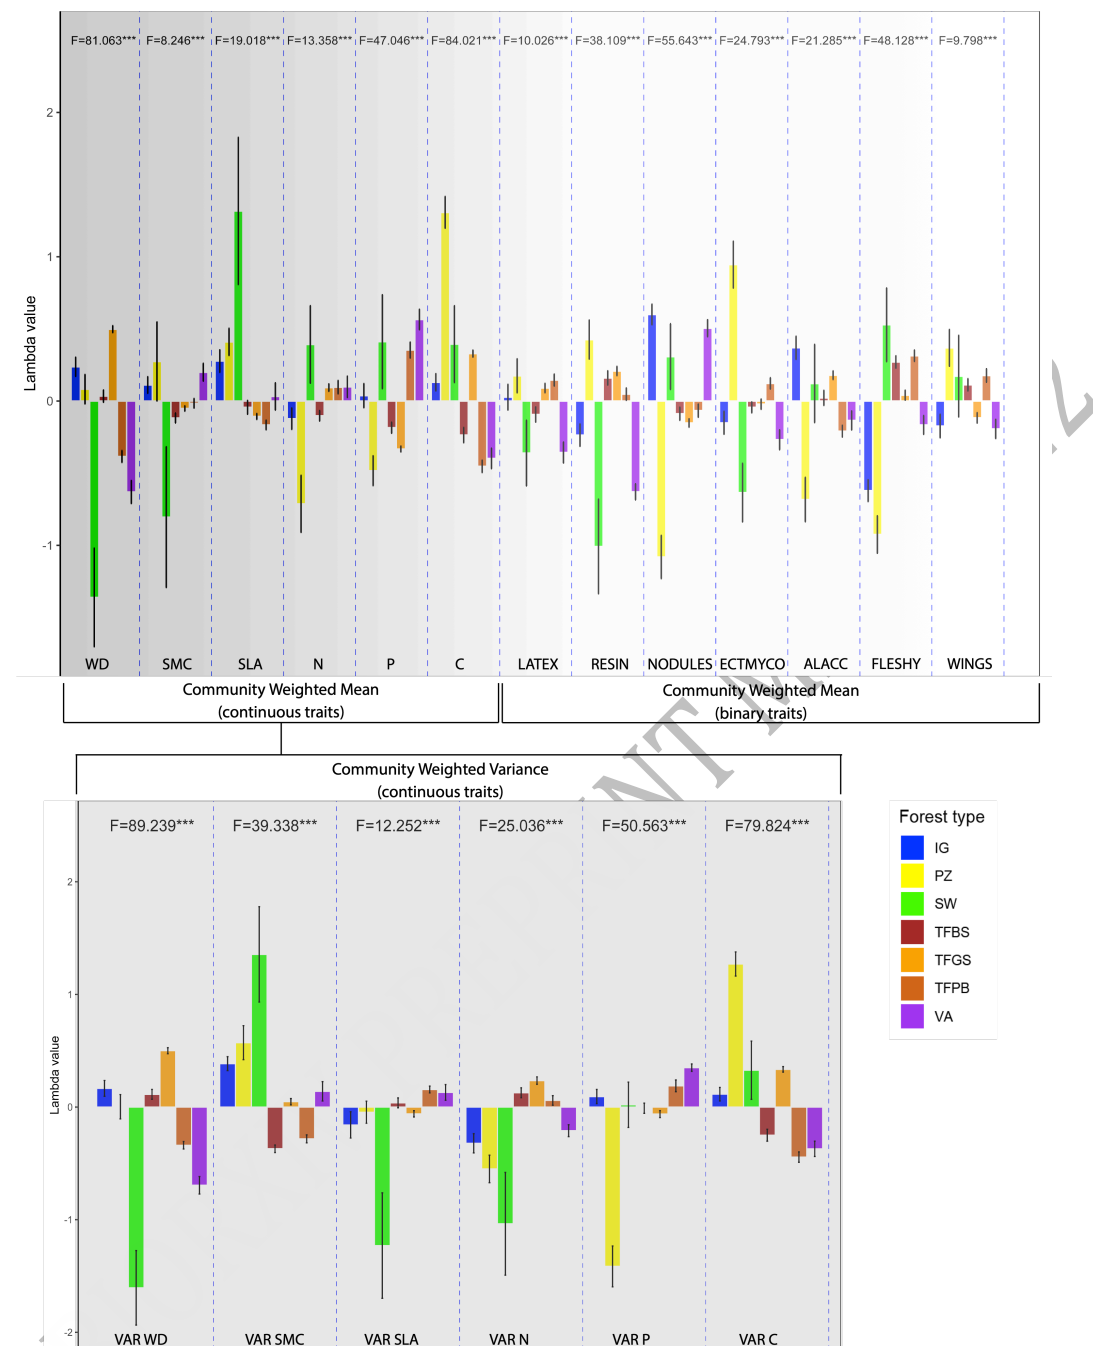 F=81.063*** F=8.246*** F=19.018*** F=13.358*** F=47.046*** F=84.021*** F=10.026*** F=38.109*** F=55.643*** F=24.793*** F=21.285*** F=48.128*** F=9.798***
2
1
0
-1
Lambda value
WD SMC SLA N P C LATEX RESIN NODULES ECTMYCO ALACC FLESHY WINGS
Community Weighted Mean
(continuous traits)
Community Weighted Mean
(binary traits)
Community Weighted Variance
(continuous traits)
F=89.239*** F=39.338*** F=12.252*** F=25.036*** F=50.563*** F=79.824***
2
1
0
-1
-2
Lambda value
VAR WD VAR SMC VAR SLA VAR N VAR P VAR C
Forest type
IG
PZ
SW
TFBS
TFGS
TFPB
VA